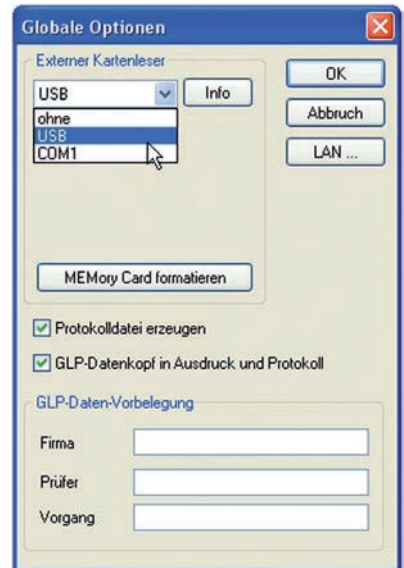 Globale Optionen
Externer Kartenleser
USB
Info
OK
ohne
USB
COM1
Abbruch
LAN ...
MEMory Card formatieren
Protokolldatei erzeugen
GLP-Datenkopf in Ausdruck und Protokoll
GLP-Daten-Vorbelegung
Firma
Prüfer
Vorgang